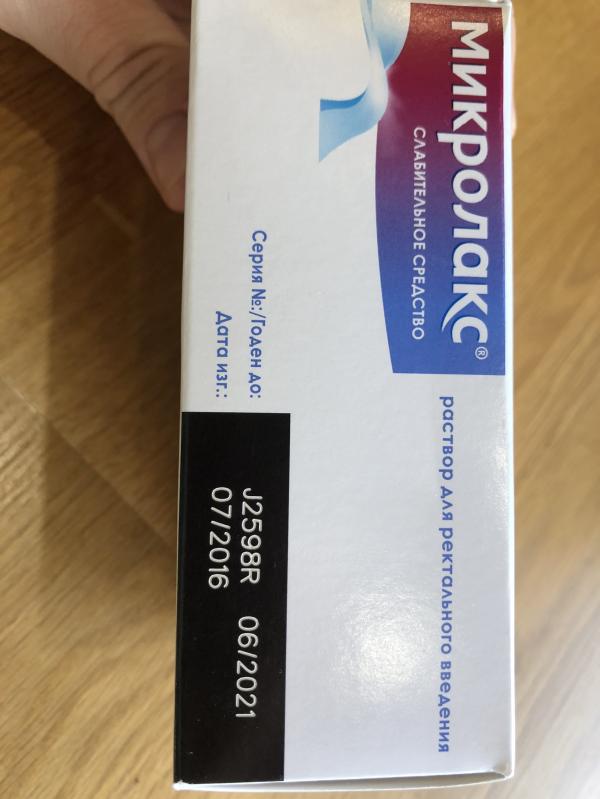 Микролакс®
СЛАБИТЕЛЬНОЕ СРЕДСТВО
раствор для ректального введения
Серия №:/Годен до: J2598R 06/2021
Дата изг.: 07/2016